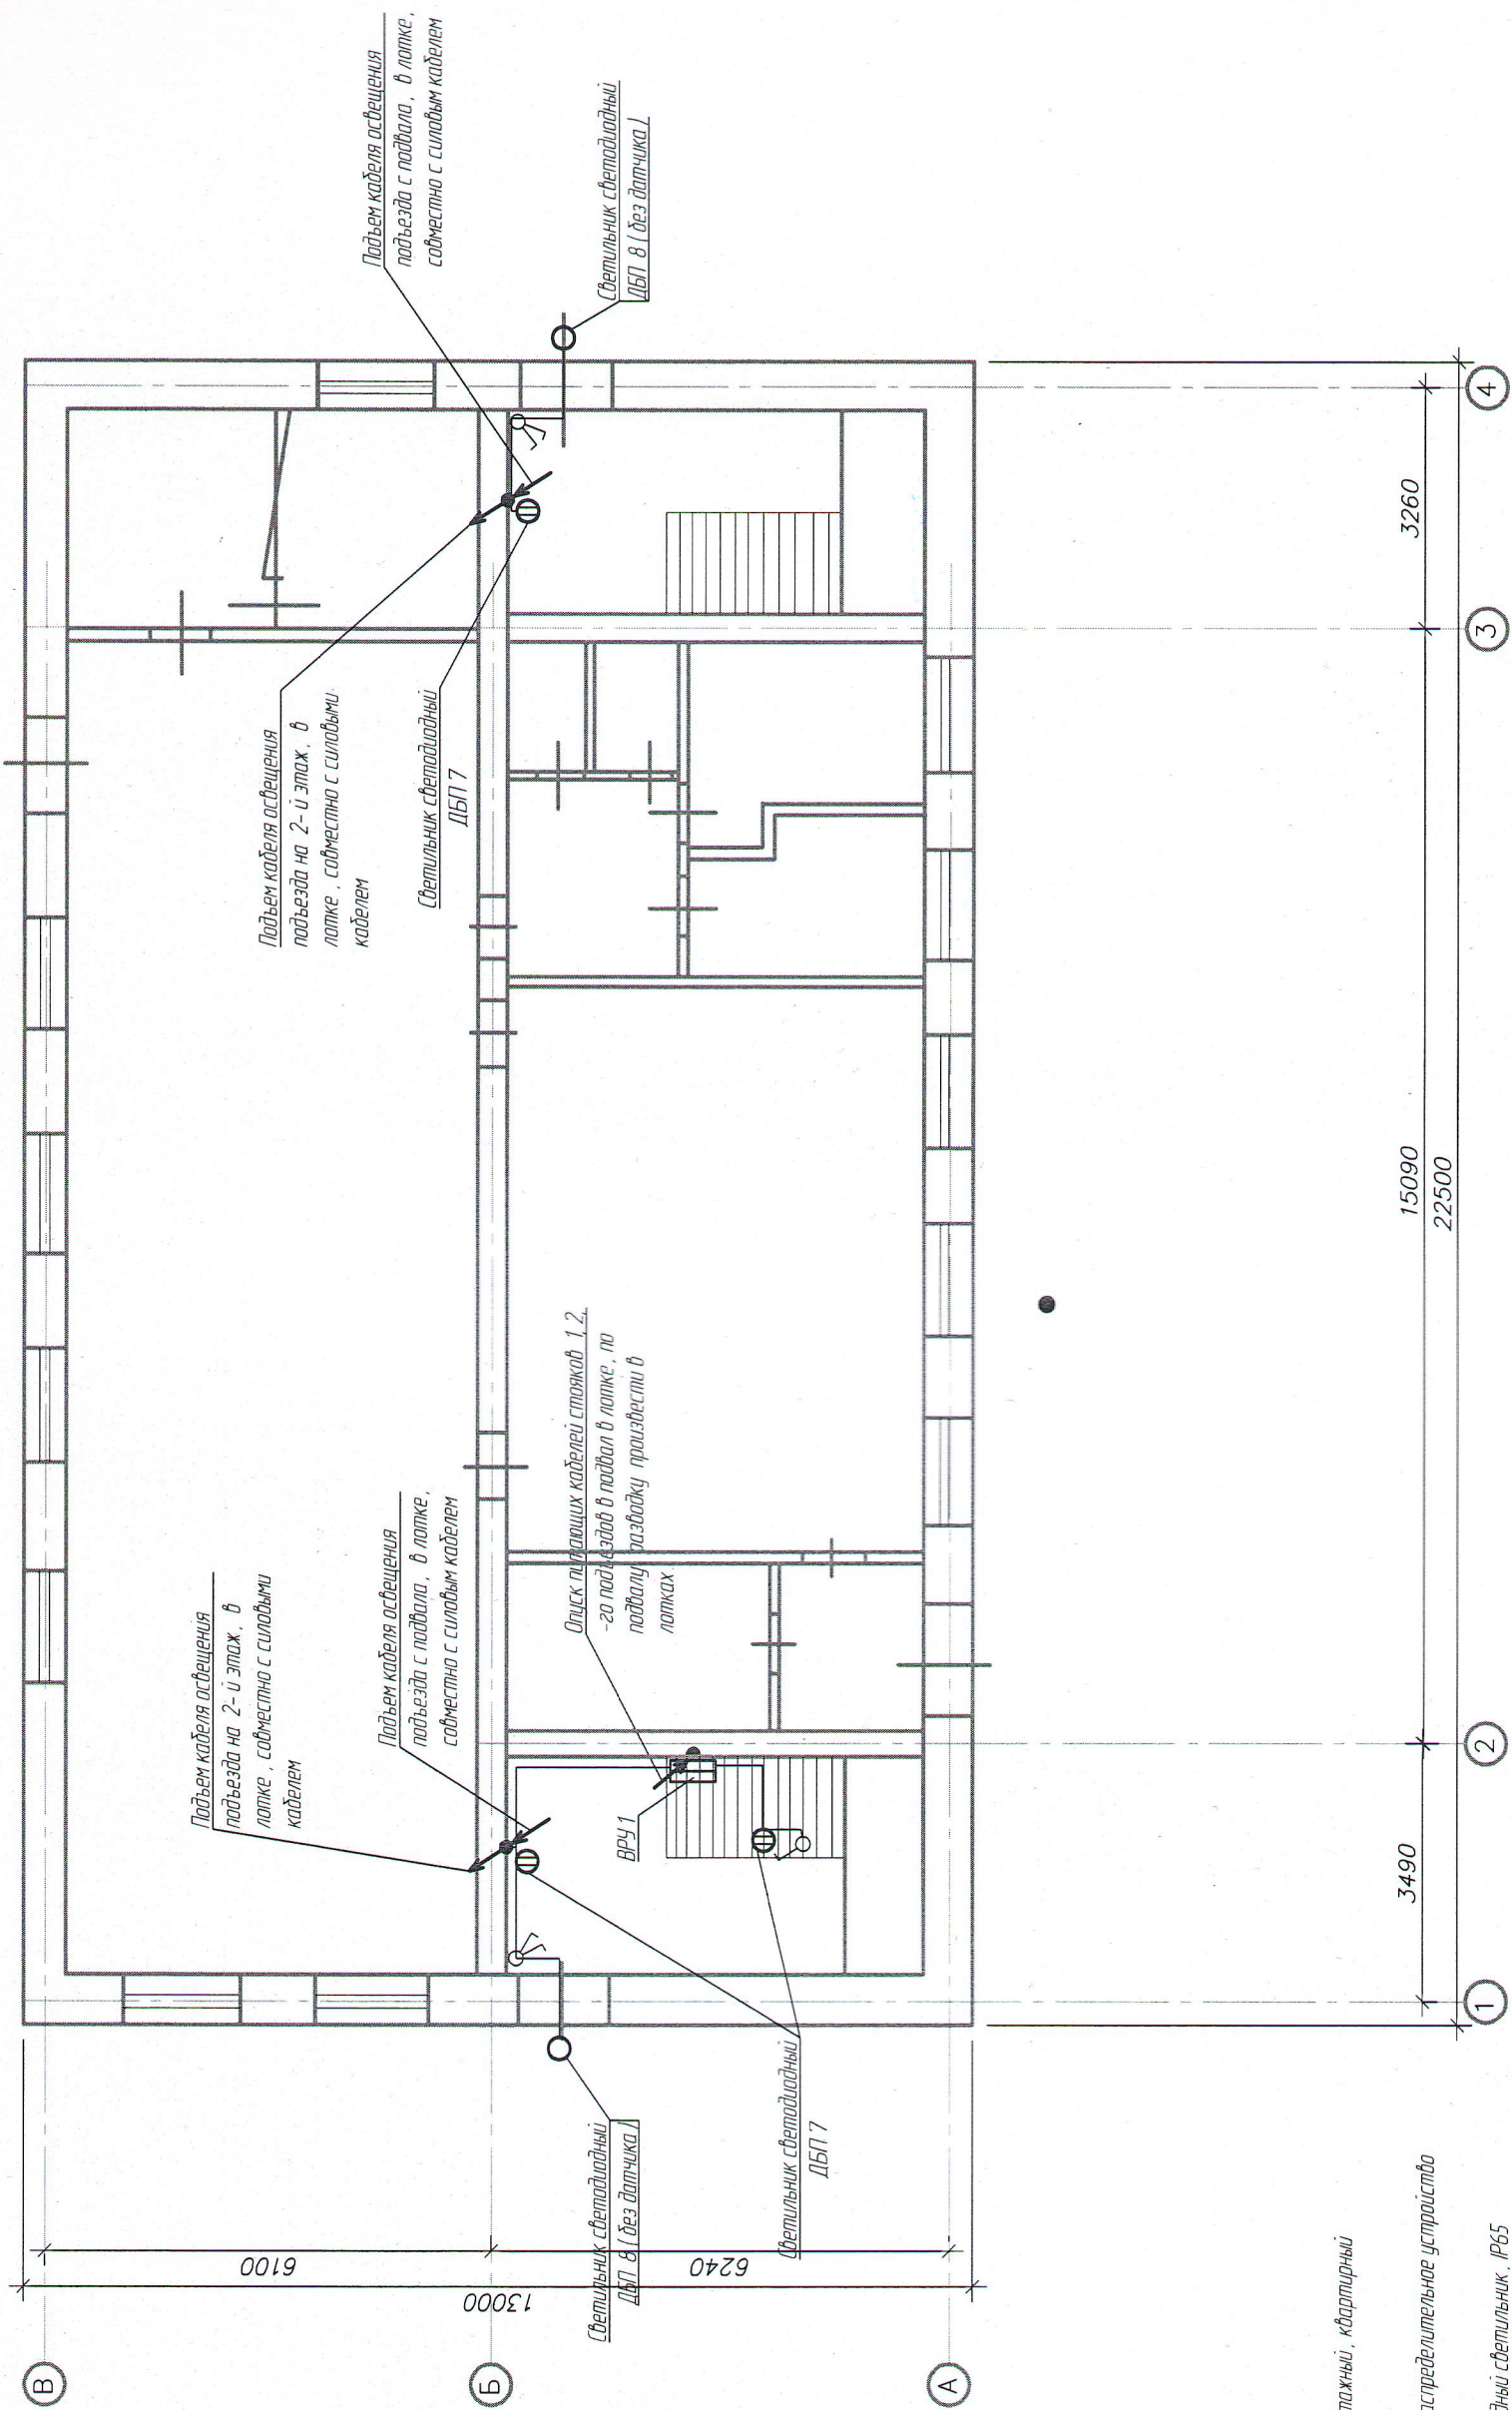 Подъем кабеля освещения
подъезда на 2-й этаж, в
лотке, совместно с силовыми
кабелем
Подъем кабеля освещения
подъезда с подвала, в лотке,
совместно с силовым кабелем
Опуск питающих кабелей стояков 1, 2,
-го подъездов в подвал в лотке, по
подвалу разводку произвести в
лотках
ВРУ 1
Подъем кабеля освещения
подъезда на 2-й этаж, в
лотке, совместно с силовыми
кабелем
Светильник светодиодный
ДБП 7
Подъем кабеля освещения
подъезда с подвала, в лотке,
совместно с силовым кабелем
Светильник светодиодный
ДБП 8 (без датчика)
Светильник светодиодный
ДБП 8 (без датчика)
Светильник светодиодный
ДБП 7
В
Б
А
6100
6240
13000
3490
15090
3260
22500
1
2
3
4
тажный, квартирный
аспределительное устройство
дный светильник, IP65